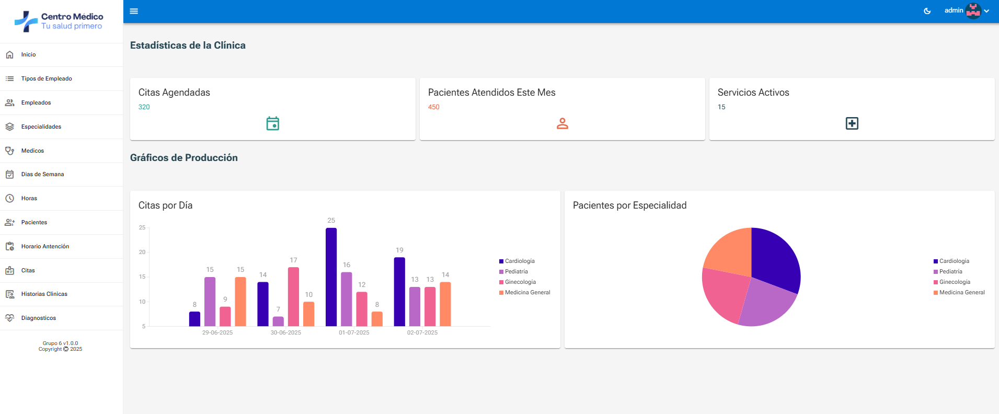 Centro Médico
Tu salud primero
admin
Inicio
Tipos de Empleado
Empleados
Especialidades
Medicos
Dias de Semana
Horas
Pacientes
Horario Antención
Citas
Historias Clinicas
Diagnosticos
Grupo 6 v1.0.0
Copyright © 2025
Estadísticas de la Clínica
Citas Agendadas
320
Pacientes Atendidos Este Mes
450
Servicios Activos
15
Gráficos de Producción
Citas por Día
25
20
15
10
5
8
15
9
15
14
7
17
10
25
16
12
8
19
13
13
14
29-06-2025
30-06-2025
01-07-2025
02-07-2025
Cardiología
Pediatría
Ginecología
Medicina General
Pacientes por Especialidad
Cardiología
Pediatría
Ginecología
Medicina General